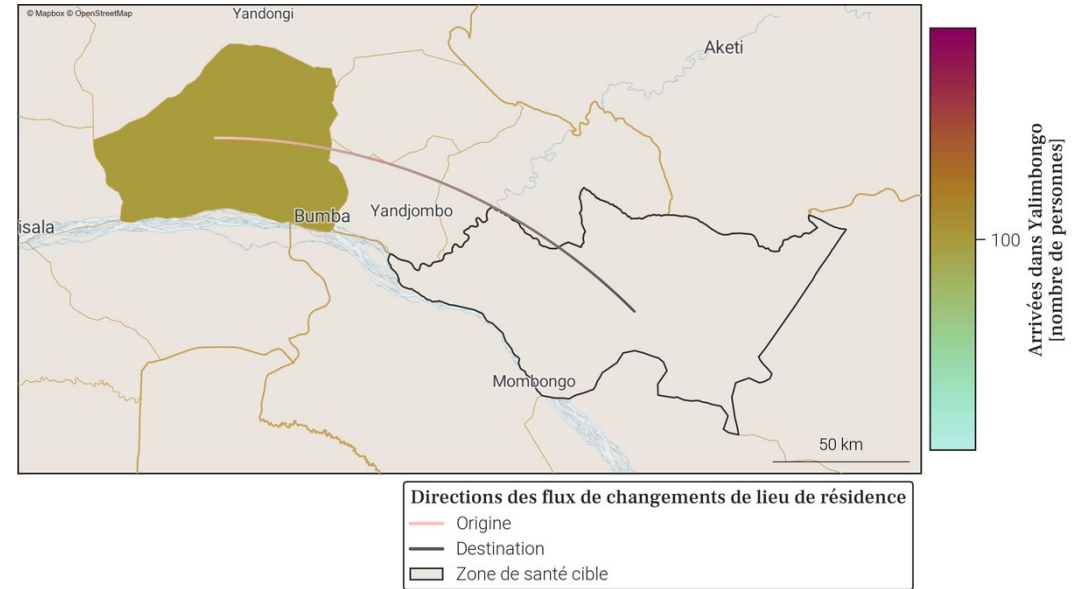 © Mapbox © OpenStreetMap
Yandongi
Aketi
Yandjombo
Bumba
isala
Mombongo
50 km
100
Arrivées dans Yalimbongo
[nombre de personnes]
Directions des flux de changements de lieu de résidence
Origine
Destination
Zone de santé cible